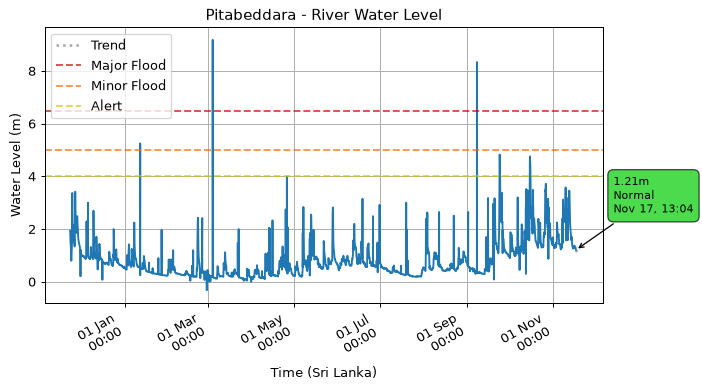 Pitabeddara - River Water Level
Trend
Major Flood
Minor Flood
Alert
Water Level (m)
8
6
4
2
0
1.21m
Normal
Nov 17, 13:04
01 Jan
00:00
01 Mar
00:00
01 May
00:00
01 Jul
00:00
01 Sep
00:00
01 Nov
00:00
Time (Sri Lanka)